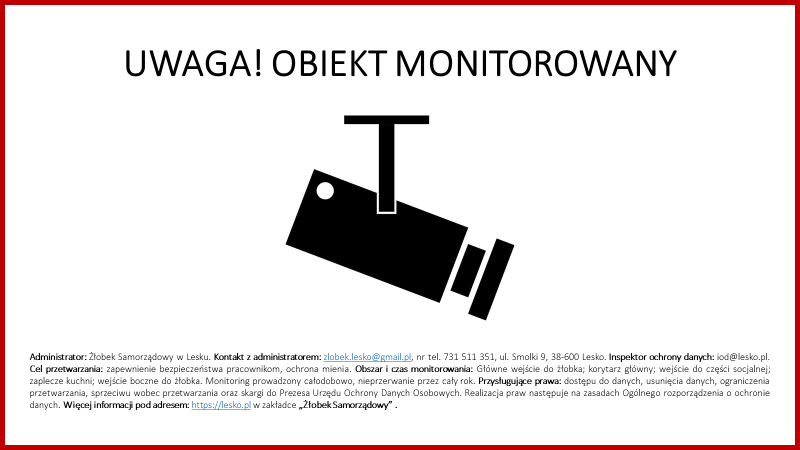 UWAGA! OBIEKT MONITOROWANY
Administrator: Żłobek Samorządowy w Lesku. Kontakt z administratorem: zlobek.lesko@gmail.pl, nr tel. 731 511 351, ul. Smolki 9, 38-600 Lesko. Inspektor ochrony danych: iod@lesko.pl.
Cel przetwarzania: zapewnienie bezpieczeństwa pracownikom, ochrona mienia. Obszar i czas monitorowania: Główne wejście do żłobka; korytarz główny; wejście do części socjalnej;
zaplecze kuchni; wejście boczne do żłobka. Monitoring prowadzony całodobowo, nieprzerwanie przez cały rok. Przysługujące prawa: dostępu do danych, usunięcia danych, ograniczenia
przetwarzania, sprzeciwu wobec przetwarzania oraz skargi do Prezesa Urzędu Ochrony Danych Osobowych. Realizacja praw następuje na zasadach Ogólnego rozporządzenia o ochronie
danych. Więcej informacji pod adresem: https://lesko.pl w zakładce „Żłobek Samorządowy” .